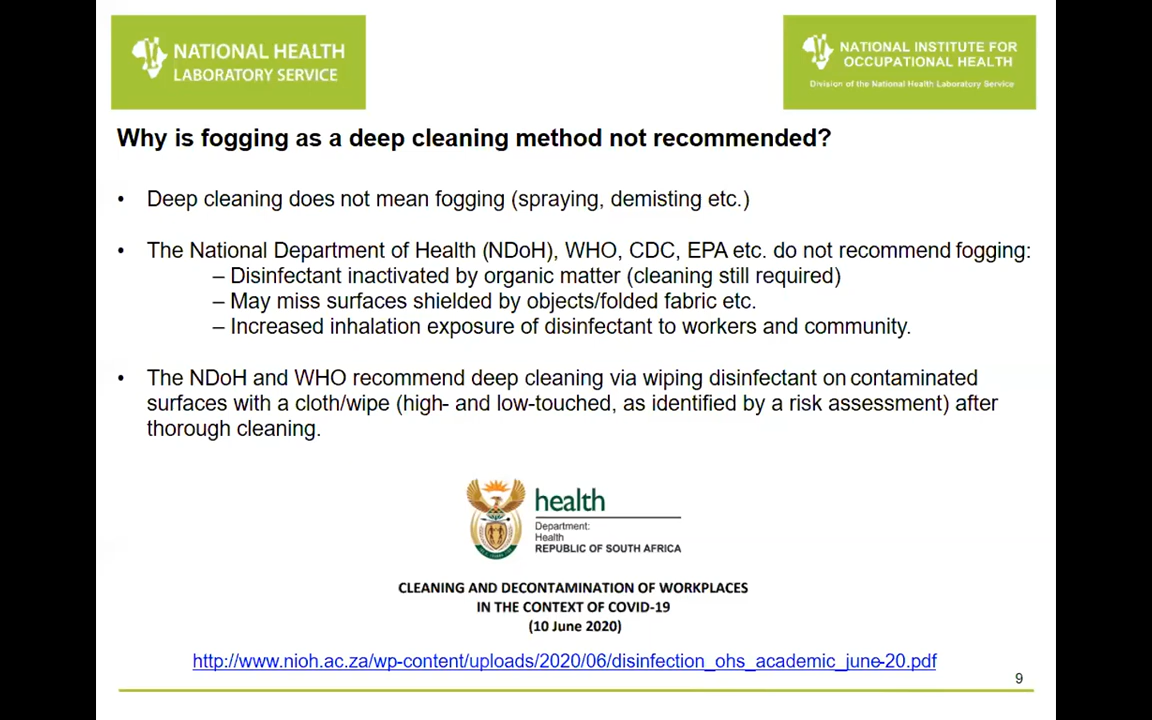 NATIONAL HEALTH
LABORATORY SERVICE
NATIONAL INSTITUTE FOR
OCCUPATIONAL HEALTH
Division of the National Health Laboratory Service
Why is fogging as a deep cleaning method not recommended?
• Deep cleaning does not mean fogging (spraying, demisting etc.)
• The National Department of Health (NDoH), WHO, CDC, EPA etc. do not recommend fogging:
– Disinfectant inactivated by organic matter (cleaning still required)
– May miss surfaces shielded by objects/folded fabric etc.
– Increased inhalation exposure of disinfectant to workers and community.
• The NDoH and WHO recommend deep cleaning via wiping disinfectant on contaminated
surfaces with a cloth/wipe (high- and low-touched, as identified by a risk assessment) after
thorough cleaning.
health
Department:
Health
REPUBLIC OF SOUTH AFRICA
CLEANING AND DECONTAMINATION OF WORKPLACES
IN THE CONTEXT OF COVID-19
(10 June 2020)
http://www.nioh.ac.za/wp-content/uploads/2020/06/disinfection_ohs_academic_june-20.pdf
9